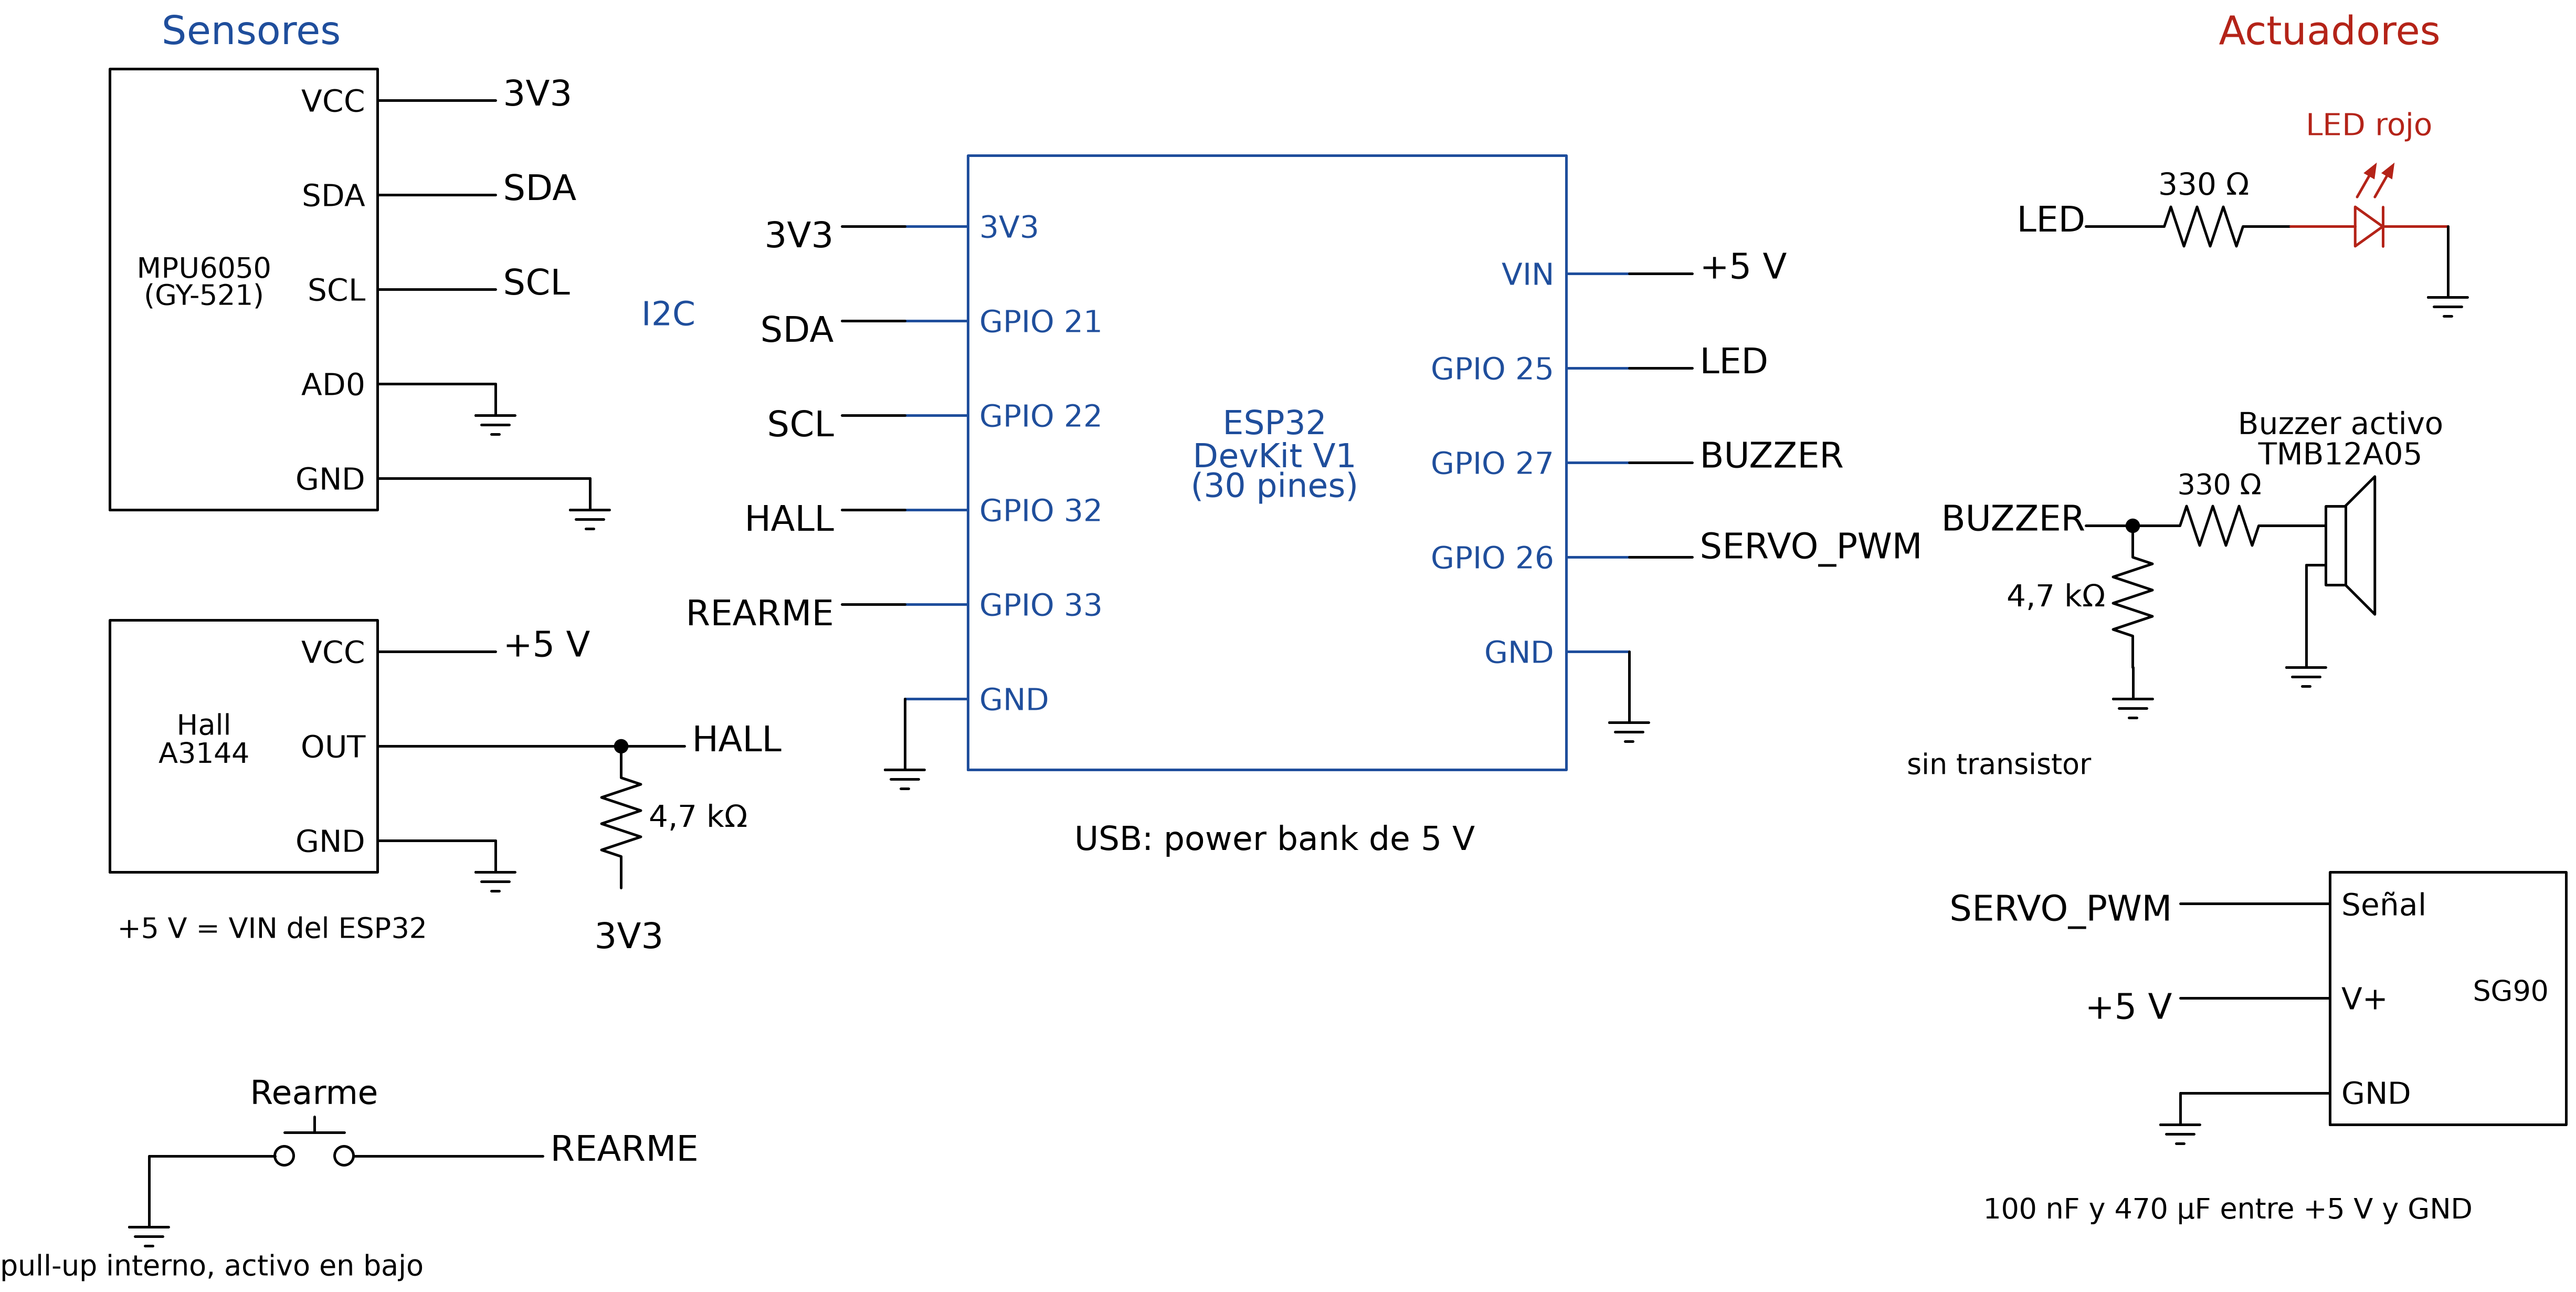 Sensores
VCC
3V3
SDA
SDA
MPU6050
(GY-521)
SCL
SCL
AD0
GND
Hall
A3144
VCC
+5 V
OUT
HALL
GND
4,7 kΩ
3V3
+5 V = VIN del ESP32
Rearme
REARME
pull-up interno, activo en bajo
I2C
3V3
3V3
SDA
GPIO 21
SCL
GPIO 22
HALL
GPIO 32
REARME
GPIO 33
GND
ESP32
DevKit V1
(30 pines)
VIN
+5 V
GPIO 25
LED
GPIO 27
BUZZER
GPIO 26
SERVO_PWM
GND
USB: power bank de 5 V
Actuadores
LED rojo
330 Ω
LED
Buzzer activo
TMB12A05
330 Ω
BUZZER
4,7 kΩ
sin transistor
SERVO_PWM
Señal
+5 V
V+
SG90
GND
100 nF y 470 µF entre +5 V y GND